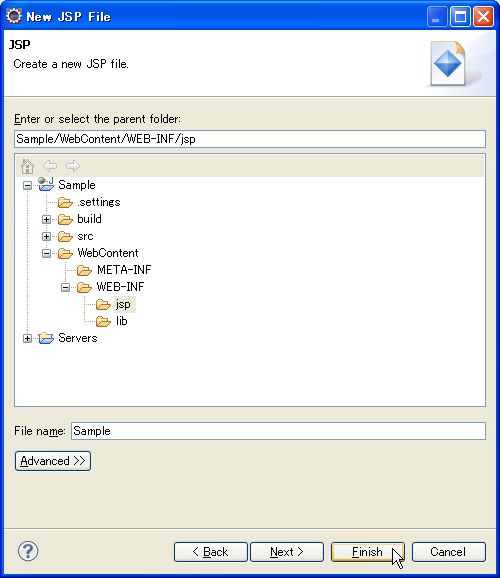 New JSP File
JSP
Create a new JSP file.
Enter or select the parent folder:
Sample/WebContent/WEB-INF/jsp
Sample
.settings
build
src
WebContent
META-INF
WEB-INF
jsp
lib
Servers
File name: Sample
Advanced >>
? < Back Next > Finish Cancel